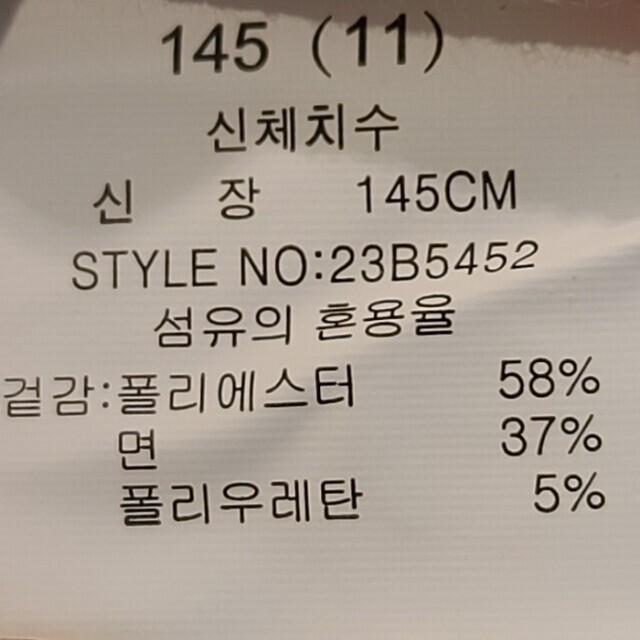 145 (11)
신체치수
신 장 145CM
STYLE NO:23B5452
섬유의 혼용율
겉감:폴리에스터 58%
면 37%
폴리우레탄 5%